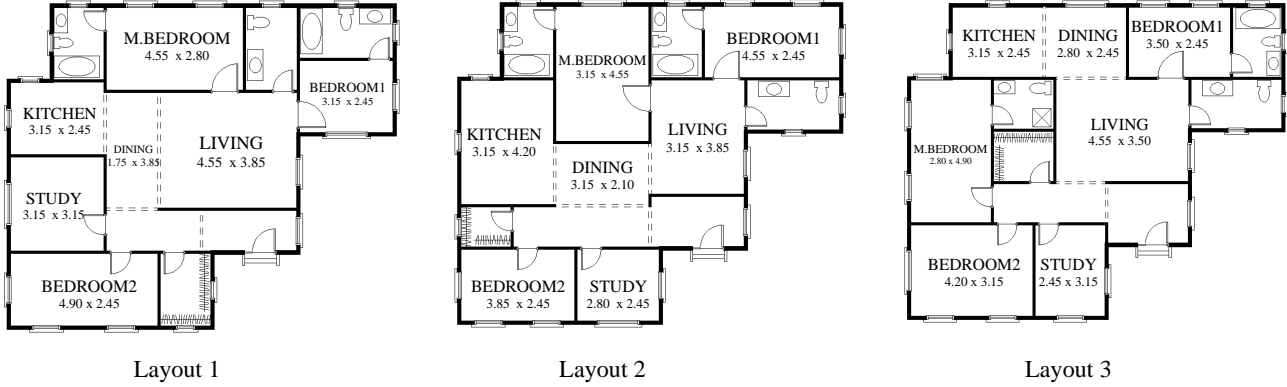 M.BEDROOM
4.55 x 2.80
BEDROOM1
3.15 x 2.45
KITCHEN
3.15 x 2.45
DINING
1.75 x 3.85
LIVING
4.55 x 3.85
STUDY
3.15 x 3.15
BEDROOM2
4.90 x 2.45
Layout 1
M.BEDROOM
3.15 x 4.55
BEDROOM1
4.55 x 2.45
KITCHEN
3.15 x 4.20
LIVING
3.15 x 3.85
DINING
3.15 x 2.10
BEDROOM2
3.85 x 2.45
STUDY
2.80 x 2.45
Layout 2
KITCHEN
3.15 x 2.45
DINING
2.80 x 2.45
BEDROOM1
3.50 x 2.45
LIVING
4.55 x 3.50
M.BEDROOM
2.80 x 4.90
BEDROOM2
4.20 x 3.15
STUDY
2.45 x 3.15
Layout 3